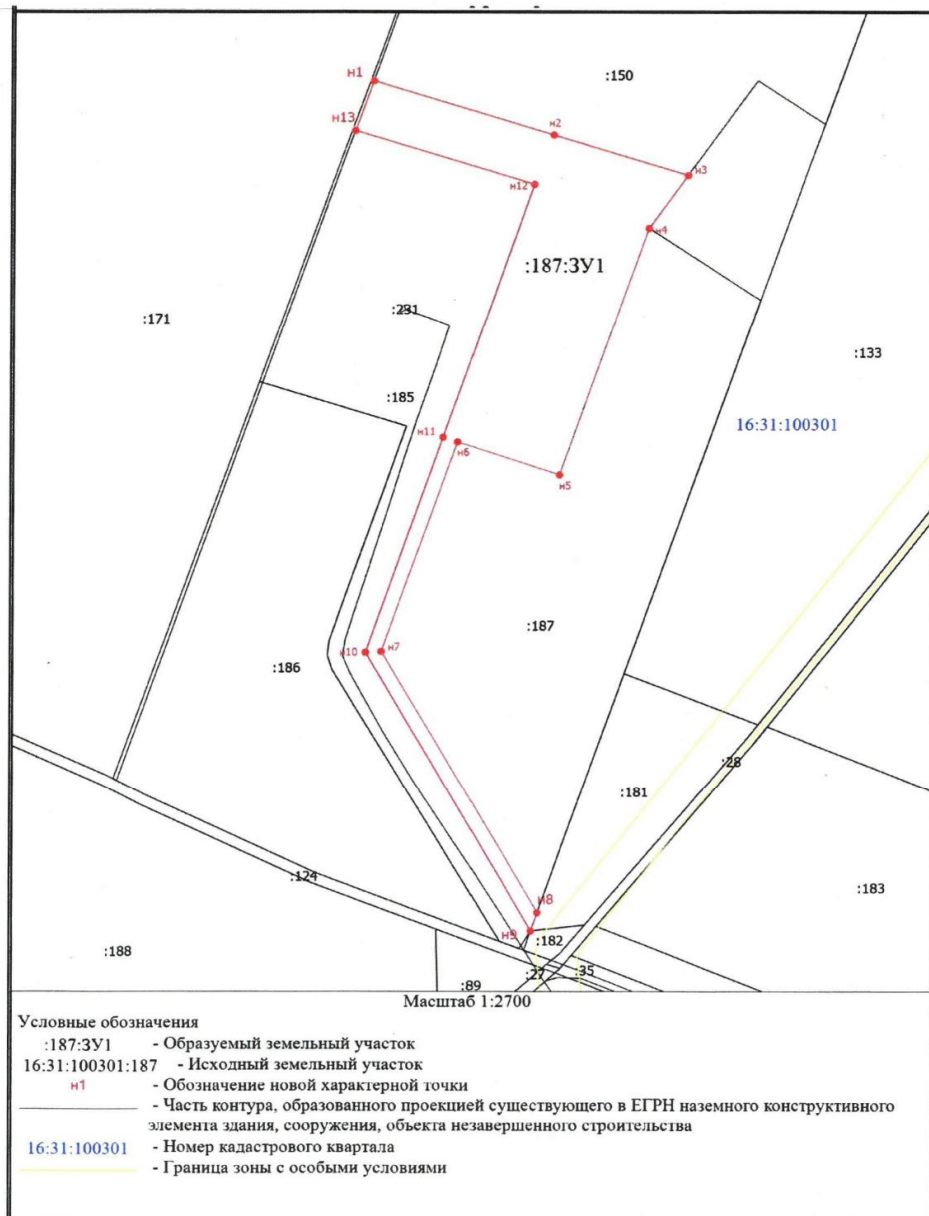 :150
н1
н2
н13
н3
н12
н4
:187:ЗУ1
:231
:171
:133
:185
16:31:100301
н11
н6
н5
:187
н10
н7
:186
:28
:181
:124
:183
н8
н9
:182
:188
:27
:35
:89
Масштаб 1:2700
Условные обозначения
:187:ЗУ1 - Образуемый земельный участок
16:31:100301:187 - Исходный земельный участок
н1 - Обозначение новой характерной точки
- Часть контура, образованного проекцией существующего в ЕГРН наземного конструктивного
элемента здания, сооружения, объекта незавершенного строительства
16:31:100301 - Номер кадастрового квартала
- Граница зоны с особыми условиями